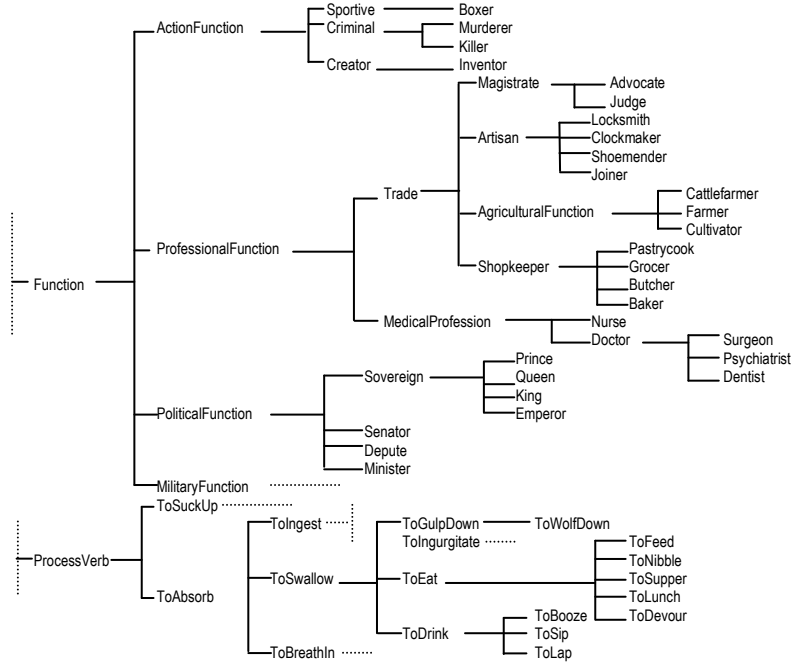 Sportive
Boxer
ActionFunction
Criminal
Murderer
Killer
Creator
Inventor
Magistrate
Advocate
Judge
Locksmith
Artisan
Clockmaker
Shoemender
Joiner
Trade
Cattlefarmer
AgriculturalFunction
Farmer
Cultivator
ProfessionalFunction
Pastrycook
Shopkeeper
Grocer
Butcher
Baker
Function
MedicalProfession
Nurse
Doctor
Surgeon
Psychiatrist
Dentist
Prince
Sovereign
Queen
King
Emperor
PoliticalFunction
Senator
Depute
Minister
MilitaryFunction
ToSuckUp
ToIngest
ToGulpDown
ToWolfDown
ToIngurgitate
ToFeed
ProcessVerb
ToNibble
ToSwallow
ToEat
ToSupper
ToAbsorb
ToLunch
ToDevour
ToBooze
ToDrink
ToSip
ToBreathIn
ToLap